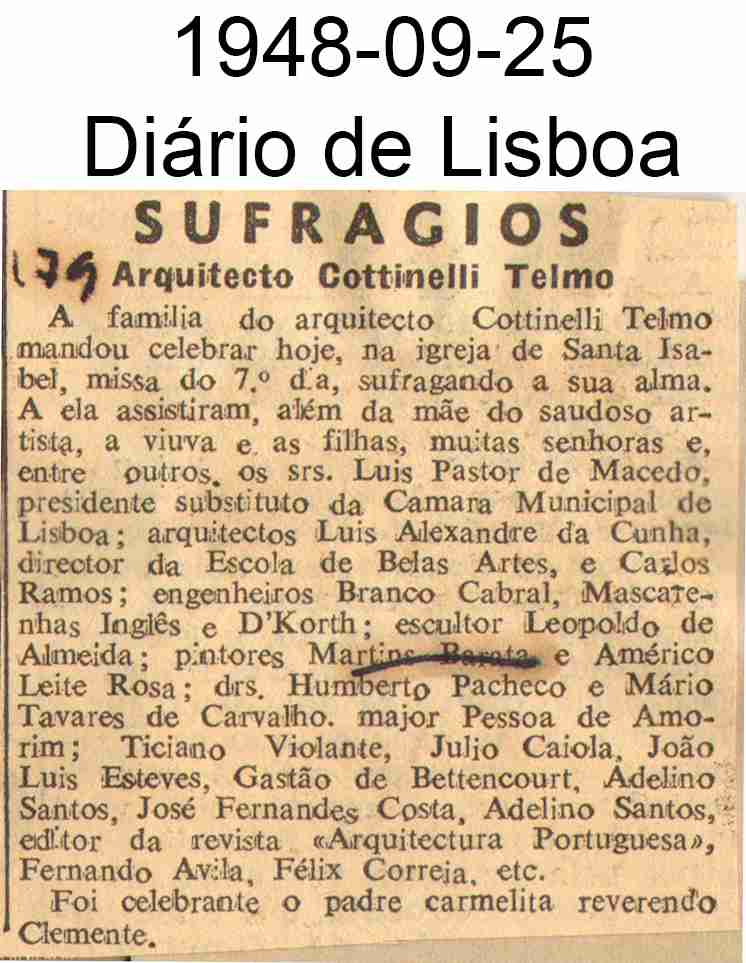 1948-09-25
Diário de Lisboa
SUFRAGIOS
179
Arquitecto Cottinelli Telmo
A familia do arquitecto Cottinelli Telmo
mandou celebrar hoje, na igreja de Santa Isa-
bel, missa do 7.º dia, sufragando a sua alma.
A ela assistiram, além da mãe do saudoso ar-
tista, a viuva e as filhas, muitas senhoras e,
entre outros, os srs. Luis Pastor de Macedo,
presidente substituto da Camara Municipal de
Lisboa; arquitectos Luis Alexandre da Cunha,
director da Escola de Belas Artes, e Carlos
Ramos; engenheiros Branco Cabral, Mascare-
nhas Inglês e D'Korth; escultor Leopoldo de
Almeida; pintores Martins Barata e Américo
Leite Rosa; drs. Humberto Pacheco e Mário
Tavares de Carvalho. major Pessoa de Amo-
rim; Ticiano Violante, Julio Caiola, João
Luis Esteves, Gastão de Bettencourt, Adelino
Santos, José Fernandes Costa, Adelino Santos,
editor da revista «Arquitectura Portuguesa»,
Fernando Avila, Félix Correia, etc.
Foi celebrante o padre carmelita reverendo
Clemente.